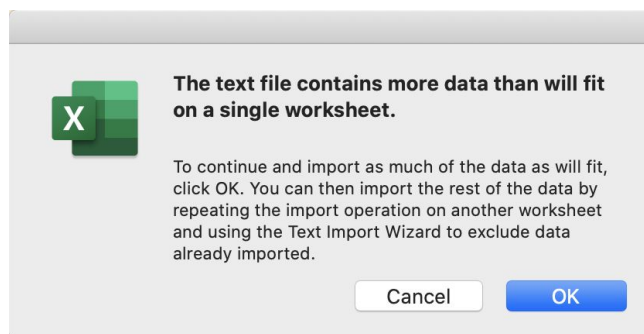 The text file contains more data than will fit
on a single worksheet.
X
To continue and import as much of the data as will fit,
click OK. You can then import the rest of the data by
repeating the import operation on another worksheet
and using the Text Import Wizard to exclude data
already imported.
Cancel OK